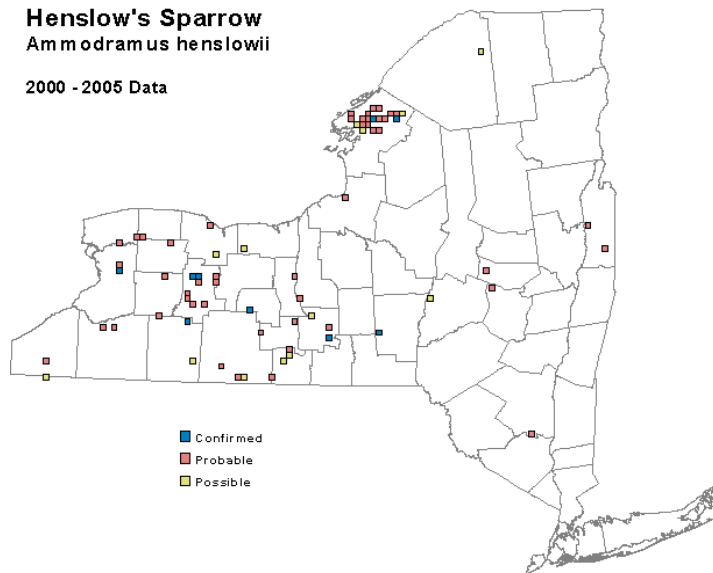 Henslow's Sparrow
Ammodramus henslowii
2000 - 2005 Data
Confirmed
Probable
Possible